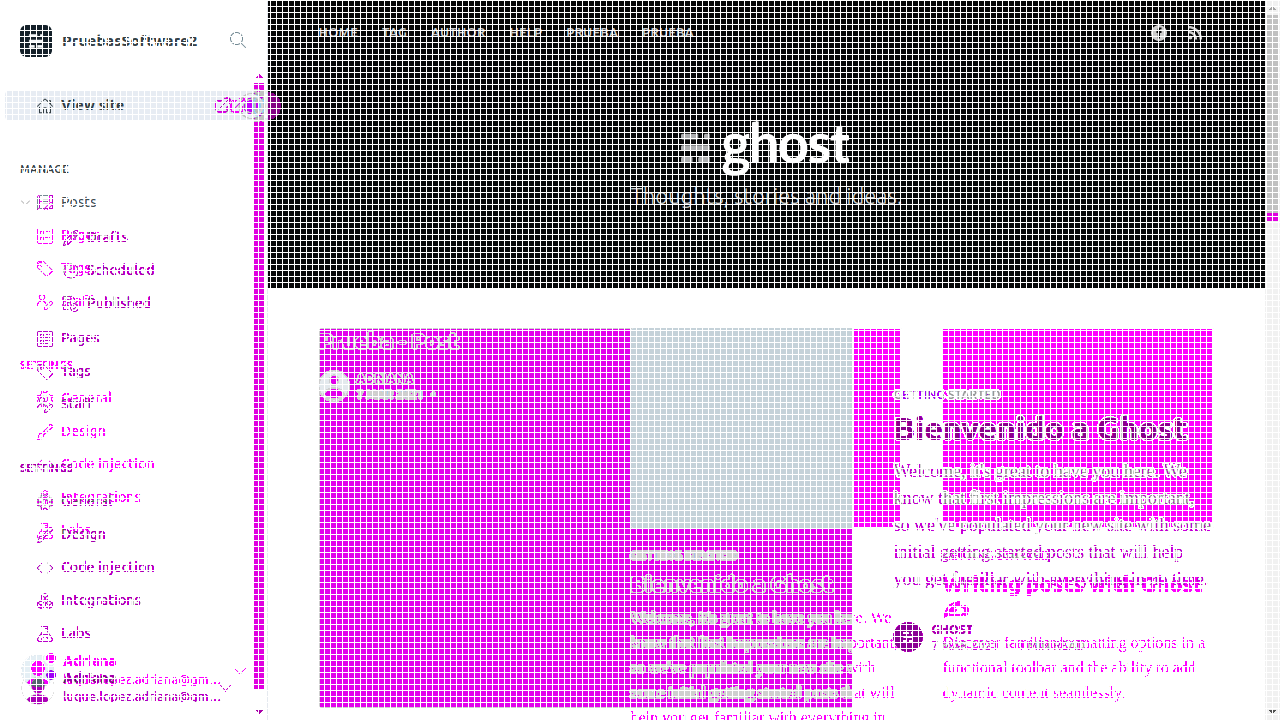 PruebasSoftware2
View site
MANAGE
Posts
Drafts
Scheduled
Published
Pages
SETTINGS
Tags
General
Staff
Design
SETTINGS
Code injection
Integrations
General
Labs
Design
Code injection
Integrations
Labs
Adriana
luque.lopez.adriana@gm...
HOME TAG AUTHOR HELP PRUEBA PRUEBA
ghost
Thoughts, stories and ideas.
Prueba - Post
ADRIANA
GETTING STARTED
Bienvenido a Ghost
Welcome, it's great to have you here. We
know that first impressions are important,
so we've populated your new site with some
initial getting started posts that will help
you get familiar with everything in no time.
GHOST
Bienvenido a Ghost
Welcome, it's great to have you here. We
know that first impressions are important
so we've populated your new site with
initial getting started posts that will
help you get familiar with everything in
Writing posts with Ghost
Discover familiar formatting options in a
functional toolbar and the ability to add
dynamic content seamlessly.